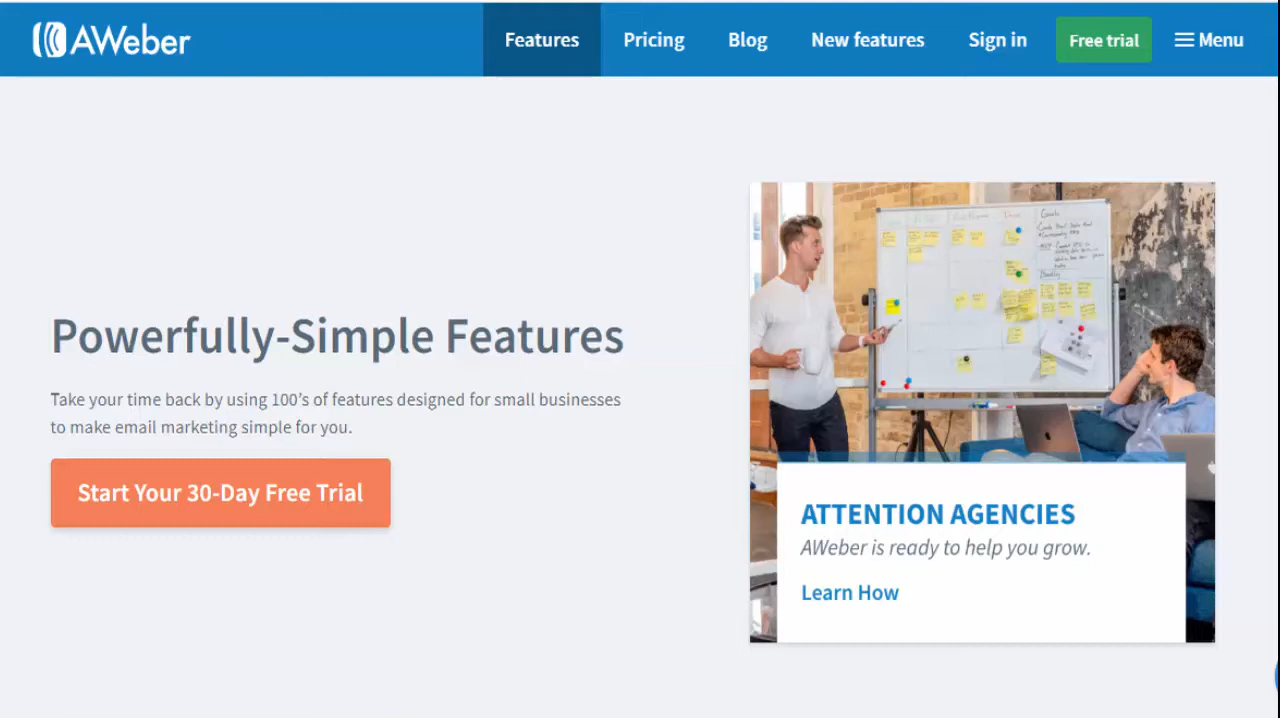 AWeber
Features
Pricing
Blog
New features
Sign in
Free trial
Menu
Powerfully-Simple Features
Take your time back by using 100’s of features designed for small businesses
to make email marketing simple for you.
Start Your 30-Day Free Trial
Goals
ATTENTION AGENCIES
AWeber is ready to help you grow.
Learn How